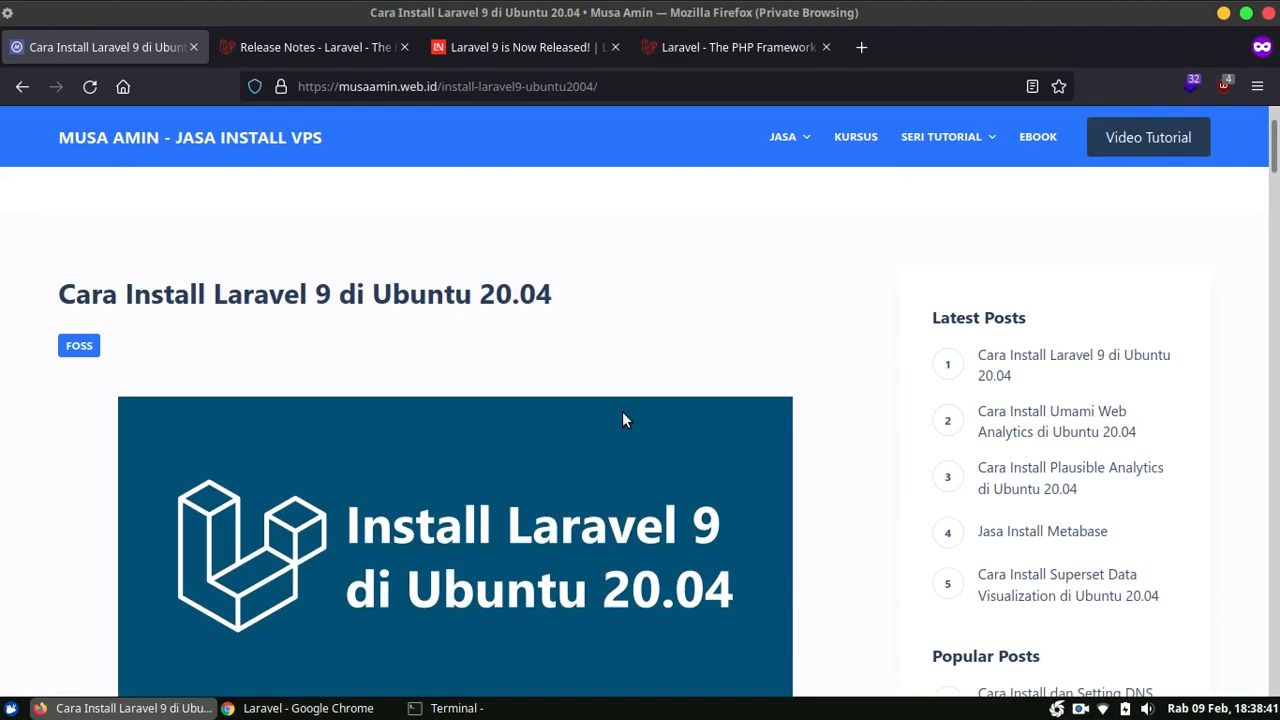 Cara Install Laravel 9 di Ubuntu 20.04 • Musa Amin — Mozilla Firefox (Private Browsing)
Cara Install Laravel 9 di Ubun
Release Notes - Laravel - The
Laravel 9 is Now Released! | L
Laravel - The PHP Framework
https://musaamin.web.id/install-laravel9-ubuntu2004/
32
4
MUSA AMIN - JASA INSTALL VPS
JASA
KURSUS
SERI TUTORIAL
EBOOK
Video Tutorial
Cara Install Laravel 9 di Ubuntu 20.04
FOSS
Install Laravel 9
di Ubuntu 20.04
Latest Posts
1
Cara Install Laravel 9 di Ubuntu
20.04
2
Cara Install Umami Web
Analytics di Ubuntu 20.04
3
Cara Install Plausible Analytics
di Ubuntu 20.04
4
Jasa Install Metabase
5
Cara Install Superset Data
Visualization di Ubuntu 20.04
Popular Posts
Cara Install dan Setting DNS
Cara Install Laravel 9 di Ubu...
Laravel - Google Chrome
Terminal -
Rab 09 Feb, 18:38:41